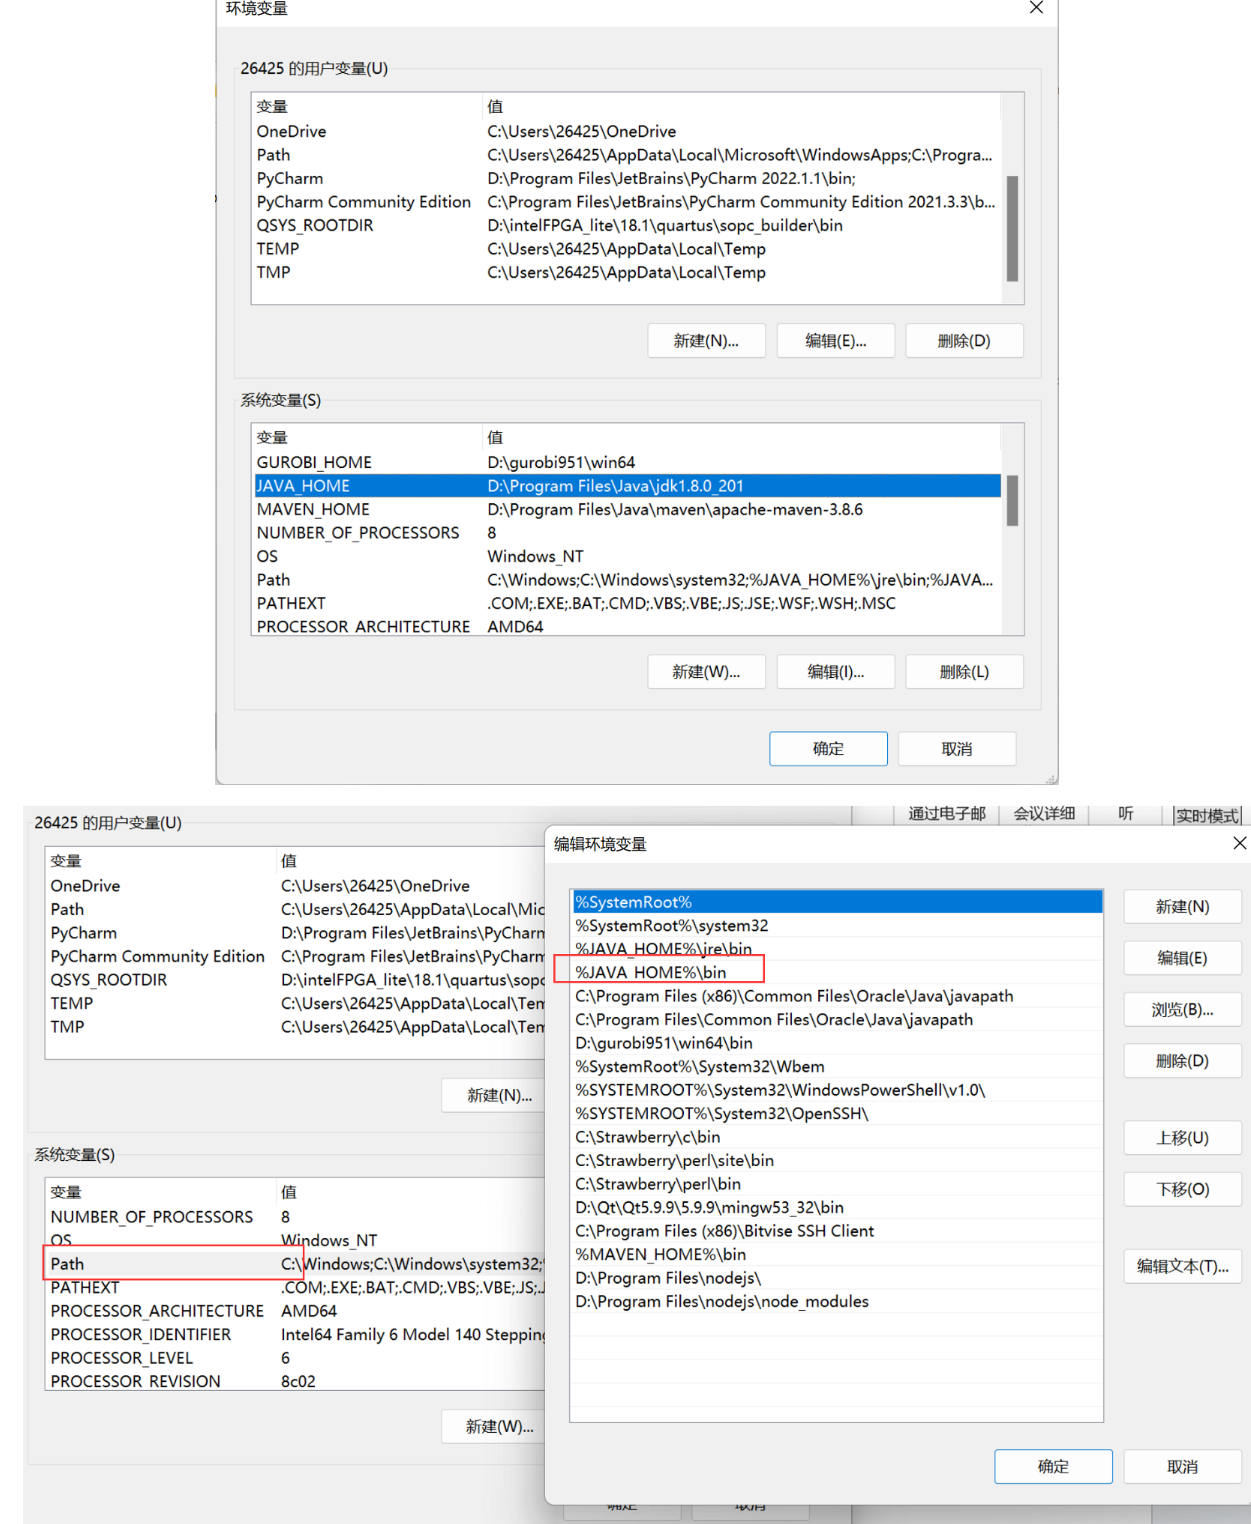 环境变量
26425 的用户变量(U)
变量 值
OneDrive C:\Users\26425\OneDrive
Path C:\Users\26425\AppData\Local\Microsoft\WindowsApps;C:\Progra...
PyCharm D:\Program Files\JetBrains\PyCharm 2022.1.1\bin;
PyCharm Community Edition C:\Program Files\JetBrains\PyCharm Community Edition 2021.3.3\b...
QSYS_ROOTDIR D:\intelFPGA_lite\18.1\quartus\sopc_builder\bin
TEMP C:\Users\26425\AppData\Local\Temp
TMP C:\Users\26425\AppData\Local\Temp
新建(N)... 编辑(E)... 删除(D)
系统变量(S)
变量 值
GUROBI_HOME D:\gurobi951\win64
JAVA_HOME D:\Program Files\Java\jdk1.8.0_201
MAVEN_HOME D:\Program Files\Java\maven\apache-maven-3.8.6
NUMBER_OF_PROCESSORS 8
OS Windows_NT
Path C:\Windows;C:\Windows\system32;%JAVA_HOME%\jre\bin;%JAVA...
PATHEXT .COM;.EXE;.BAT;.CMD;.VBS;.VBE;.JS;.JSE;.WSF;.WSH;.MSC
PROCESSOR_ARCHITECTURE AMD64
新建(W)... 编辑(I)... 删除(L)
确定 取消
通过电子邮 会议详细 听 实时模式
26425 的用户变量(U)
变量 值
OneDrive C:\Users\26425\OneDrive
Path C:\Users\26425\AppData\Local\Mic
PyCharm D:\Program Files\JetBrains\PyCharm
PyCharm Community Edition C:\Program Files\JetBrains\PyCharm
QSYS_ROOTDIR D:\intelFPGA_lite\18.1\quartus\sopc
TEMP C:\Users\26425\AppData\Local\Tem
TMP C:\Users\26425\AppData\Local\Tem
新建(N)...
系统变量(S)
变量 值
NUMBER_OF_PROCESSORS 8
OS Windows_NT
Path C:\Windows;C:\Windows\system32;
PATHEXT .COM;.EXE;.BAT;.CMD;.VBS;.VBE;.JS;.
PROCESSOR_ARCHITECTURE AMD64
PROCESSOR_IDENTIFIER Intel64 Family 6 Model 140 Stepping
PROCESSOR_LEVEL 6
PROCESSOR_REVISION 8c02
新建(W)...
确定 取消
编辑环境变量
%SystemRoot%
%SystemRoot%\system32
%JAVA_HOME%\jre\bin
%JAVA_HOME%\bin
C:\Program Files (x86)\Common Files\Oracle\Java\javapath
C:\Program Files\Common Files\Oracle\Java\javapath
D:\gurobi951\win64\bin
%SystemRoot%\System32\Wbem
%SYSTEMROOT%\System32\WindowsPowerShell\v1.0\
%SYSTEMROOT%\System32\OpenSSH\
C:\Strawberry\c\bin
C:\Strawberry\perl\site\bin
C:\Strawberry\perl\bin
D:\Qt\Qt5.9.9\5.9.9\mingw53_32\bin
C:\Program Files (x86)\Bitvise SSH Client
%MAVEN_HOME%\bin
D:\Program Files\nodejs\
D:\Program Files\nodejs\node_modules
新建(N)
编辑(E)
浏览(B)...
删除(D)
上移(U)
下移(O)
编辑文本(T)...
确定 取消